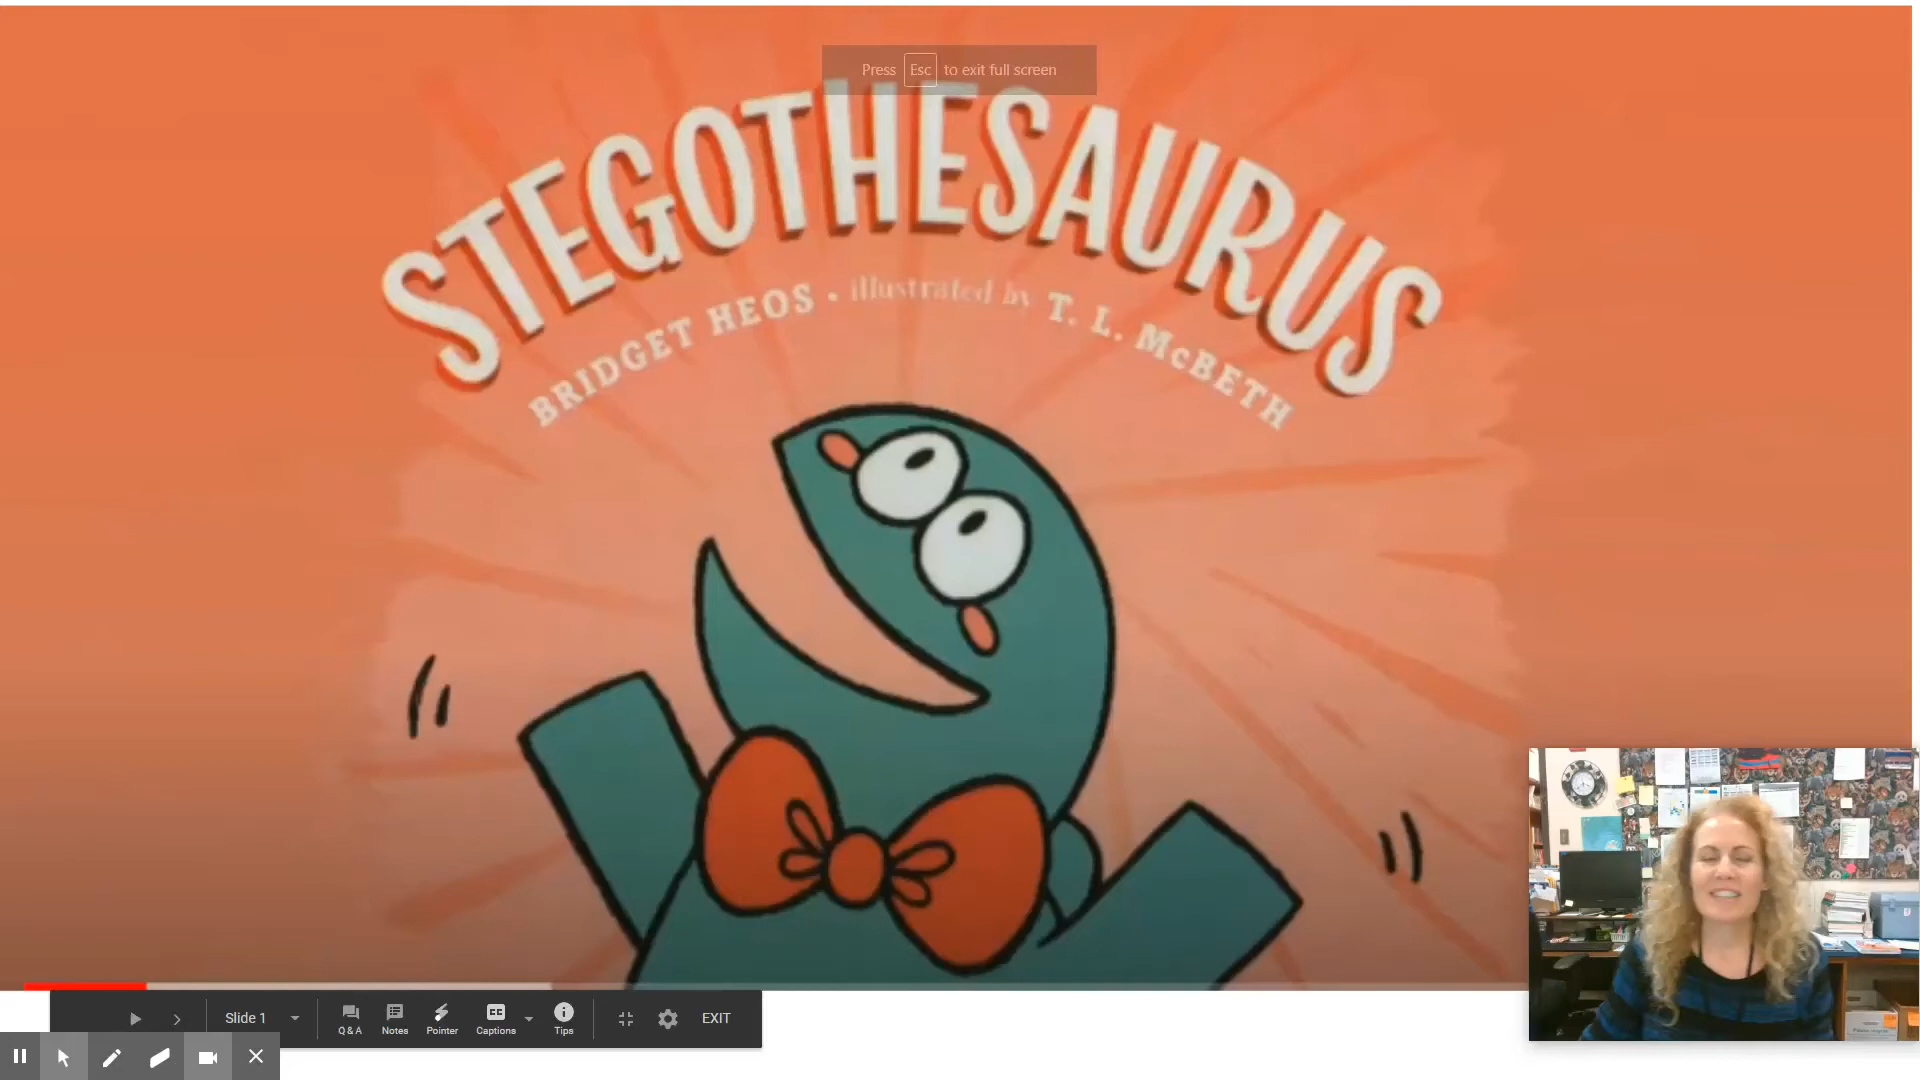 Press Esc to exit full screen
STEGOTHESAURUS
BRIDGET HEOS • illustrated by T. L. McBETH
Slide 1
Q & A
Notes
Pointer
CC
Captions
Tips
EXIT